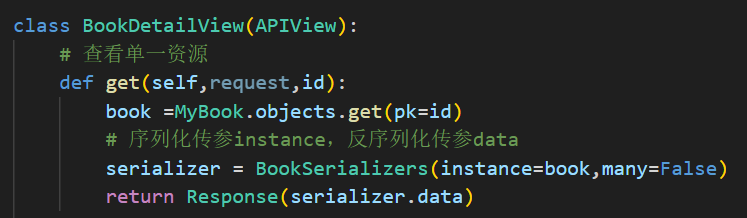 class BookDetailView(APIView):
    # 查看单一资源
    def get(self,request,id):
        book =MyBook.objects.get(pk=id)
        # 序列化传参instance，反序列化传参data
        serializer = BookSerializers(instance=book,many=False)
        return Response(serializer.data)